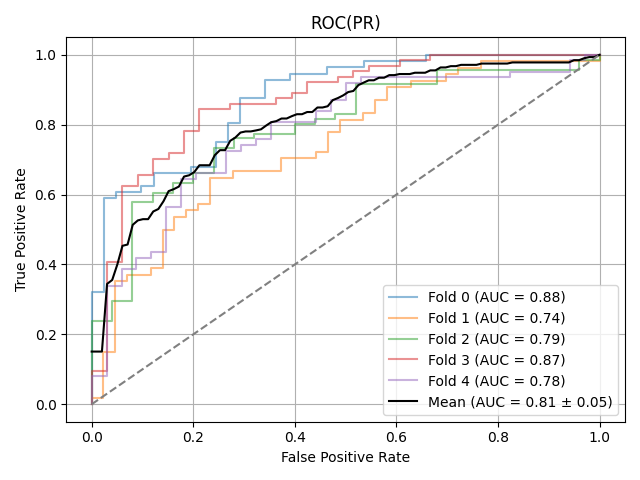 ROC(PR)
True Positive Rate
1.0
0.8
0.6
0.4
0.2
0.0
Fold 0 (AUC = 0.88)
Fold 1 (AUC = 0.74)
Fold 2 (AUC = 0.79)
Fold 3 (AUC = 0.87)
Fold 4 (AUC = 0.78)
Mean (AUC = 0.81 ± 0.05)
0.0 0.2 0.4 0.6 0.8 1.0
False Positive Rate